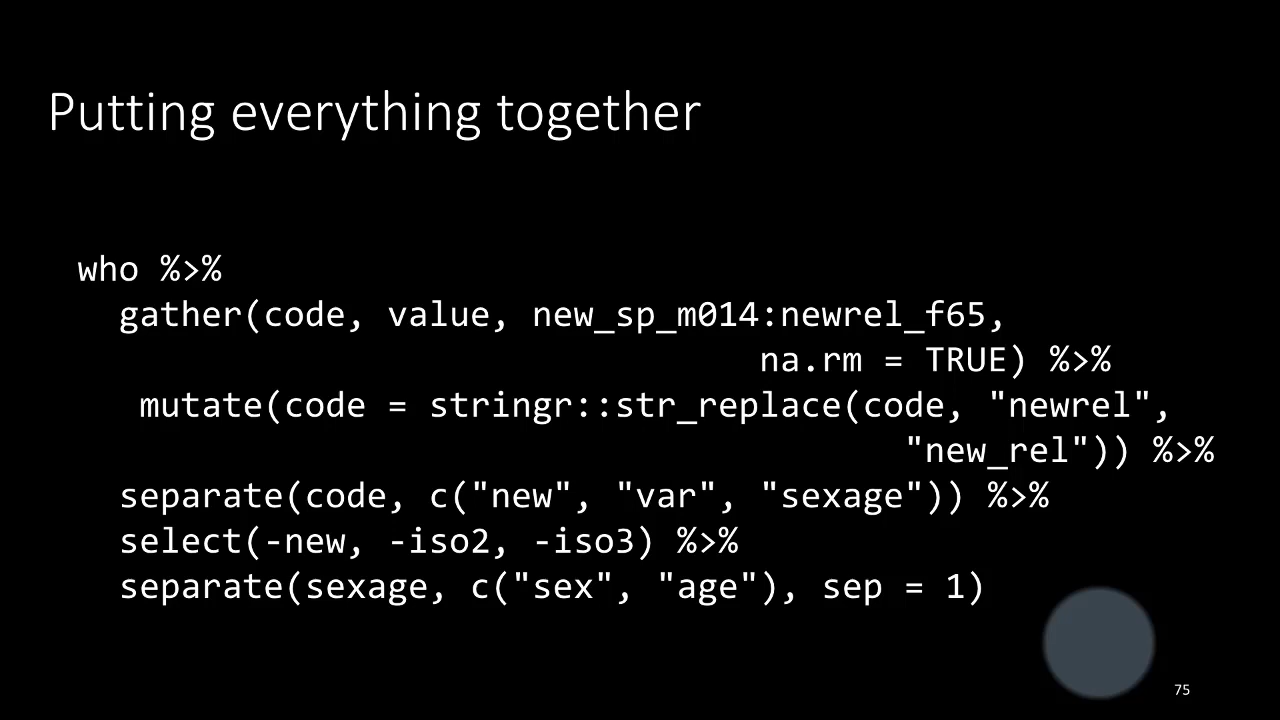 Putting everything together
who %>%
gather(code, value, new_sp_m014:newrel_f65,
na.rm = TRUE) %>%
mutate(code = stringr::str_replace(code, "newrel",
"new_rel")) %>%
separate(code, c("new", "var", "sexage")) %>%
select(-new, -iso2, -iso3) %>%
separate(sexage, c("sex", "age"), sep = 1)
75